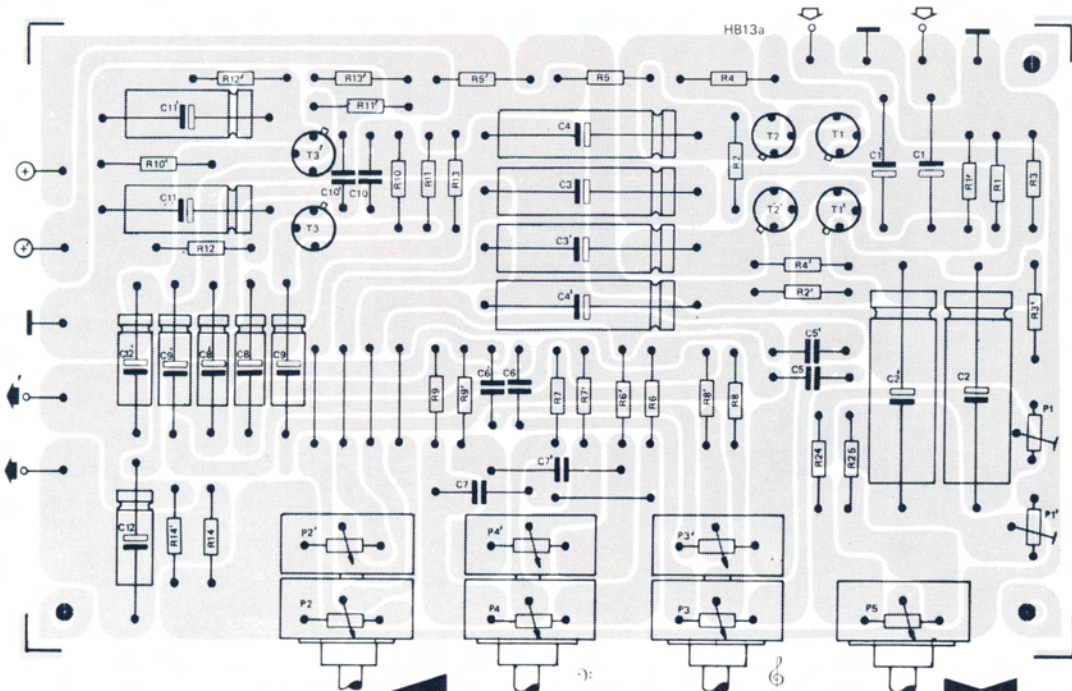 HB13a
R12'
R13'
R5'
R5
R4
C11'
R11'
C4
T2
T1
T3'
R2
C1'
C1
R10'
C10'
C10
R10
R11
R13
R1'
R1
R3
C3
C11
T3
T2'
T1'
R12
C3'
R4'
R2'
C4'
R3'
C12'
C9'
C8'
C8
C9
C5'
C5
R9
R9'
C6'
C6
R7
R7'
R6'
R6
R8'
R8
C2'
C2
P1
R24
R25
C7'
C7
C12
R14'
R14
P2'
P4'
P3'
P1'
P2
P4
P3
P5
+
+'